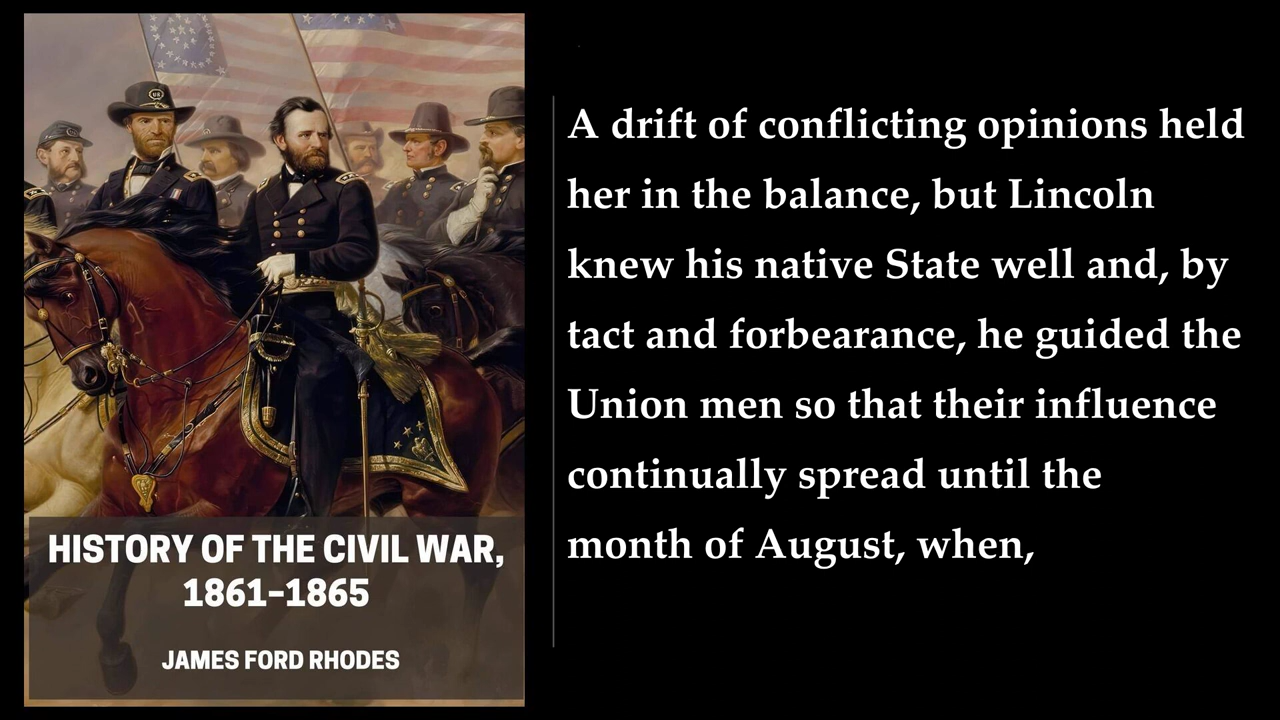 HISTORY OF THE CIVIL WAR,
1861–1865
JAMES FORD RHODES
A drift of conflicting opinions held
her in the balance, but Lincoln
knew his native State well and, by
tact and forbearance, he guided the
Union men so that their influence
continually spread until the
month of August, when,